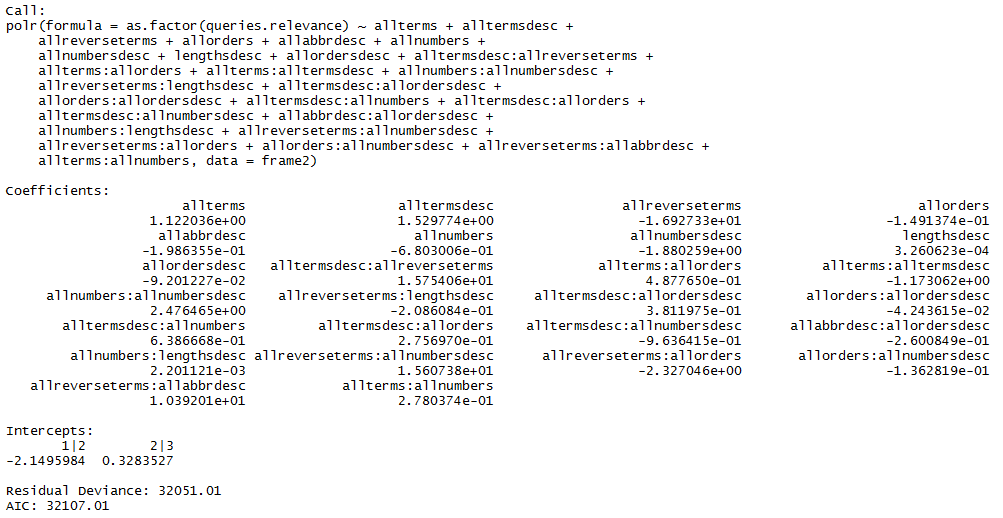 Call:
polr(formula = as.factor(queries.relevance) ~ allterms + alltermsdesc +
allreverseterms + allorders + allabbrdesc + allnumbers +
allnumbersdesc + lengthsdesc + allordersdesc + alltermsdesc:allreverseterms +
allterms:allorders + allterms:alltermsdesc + allnumbers:allnumbersdesc +
allreverseterms:lengthsdesc + alltermsdesc:allordersdesc +
allorders:allordersdesc + alltermsdesc:allnumbers + alltermsdesc:allorders +
alltermsdesc:allnumbersdesc + allabbrdesc:allordersdesc +
allnumbers:lengthsdesc + allreverseterms:allnumbersdesc +
allreverseterms:allorders + allorders:allnumbersdesc + allreverseterms:allabbrdesc +
allterms:allnumbers, data = frame2)
Coefficients:
allterms alltermsdesc allreverseterms allorders
1.122036e+00 1.529774e+00 -1.692733e+01 -1.491374e-01
allabbrdesc allnumbers allnumbersdesc lengthsdesc
-1.986355e-01 -6.803006e-01 -1.880259e+00 3.260623e-04
allordersdesc alltermsdesc:allreverseterms allterms:allorders allterms:alltermsdesc
-9.201227e-02 1.575406e+01 4.877650e-01 -1.173062e+00
allnumbers:allnumbersdesc allreverseterms:lengthsdesc alltermsdesc:allordersdesc allorders:allordersdesc
2.476465e+00 -2.086084e-01 3.811975e-01 -4.243615e-02
alltermsdesc:allnumbers alltermsdesc:allorders alltermsdesc:allnumbersdesc allabbrdesc:allordersdesc
6.386668e-01 2.756970e-01 -9.636415e-01 -2.600849e-01
allnumbers:lengthsdesc allreverseterms:allnumbersdesc allreverseterms:allorders allorders:allnumbersdesc
2.201121e-03 1.560738e+01 -2.327046e+00 -1.362819e-01
allreverseterms:allabbrdesc allterms:allnumbers
1.039201e+01 2.780374e-01
Intercepts:
1|2 2|3
-2.1495984 0.3283527
Residual Deviance: 32051.01
AIC: 32107.01